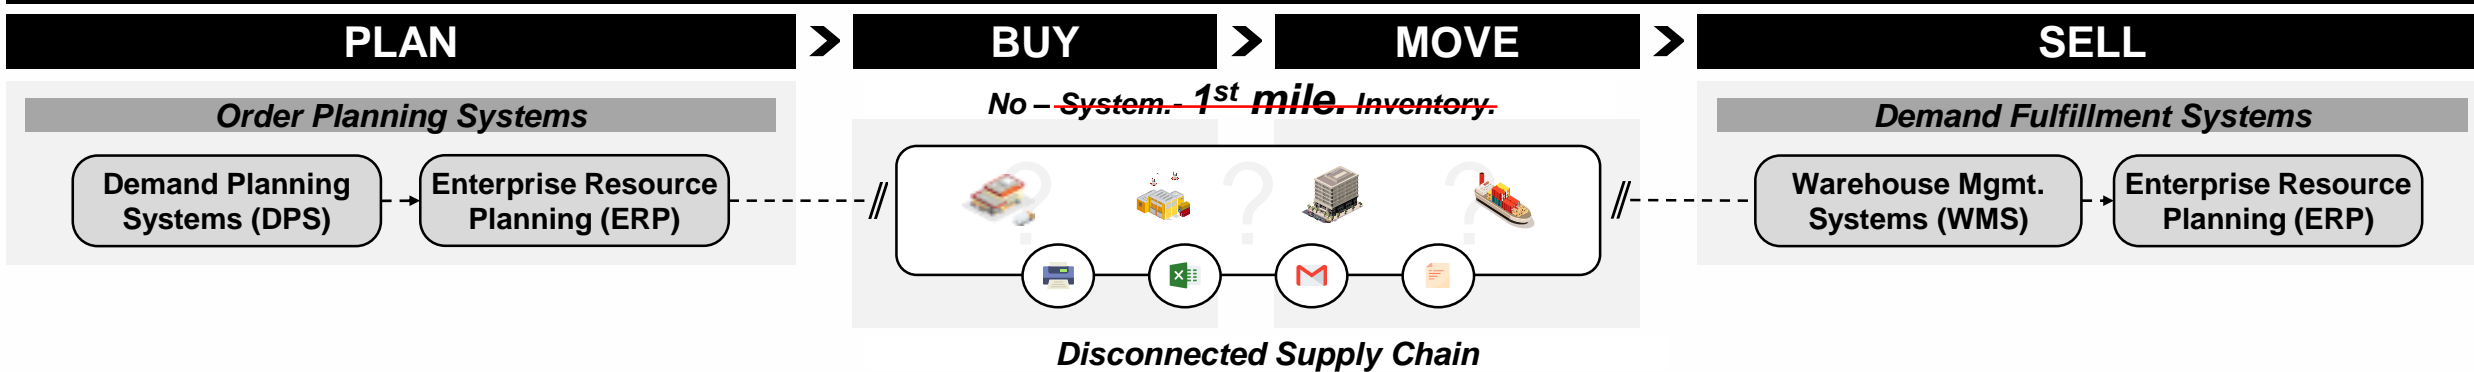 PLAN
BUY
MOVE
SELL
Order Planning Systems
Demand Planning
Systems (DPS)
Enterprise Resource
Planning (ERP)
No – System.- 1st mile. Inventory.
//
? ? ?
//
Disconnected Supply Chain
Demand Fulfillment Systems
Warehouse Mgmt.
Systems (WMS)
Enterprise Resource
Planning (ERP)